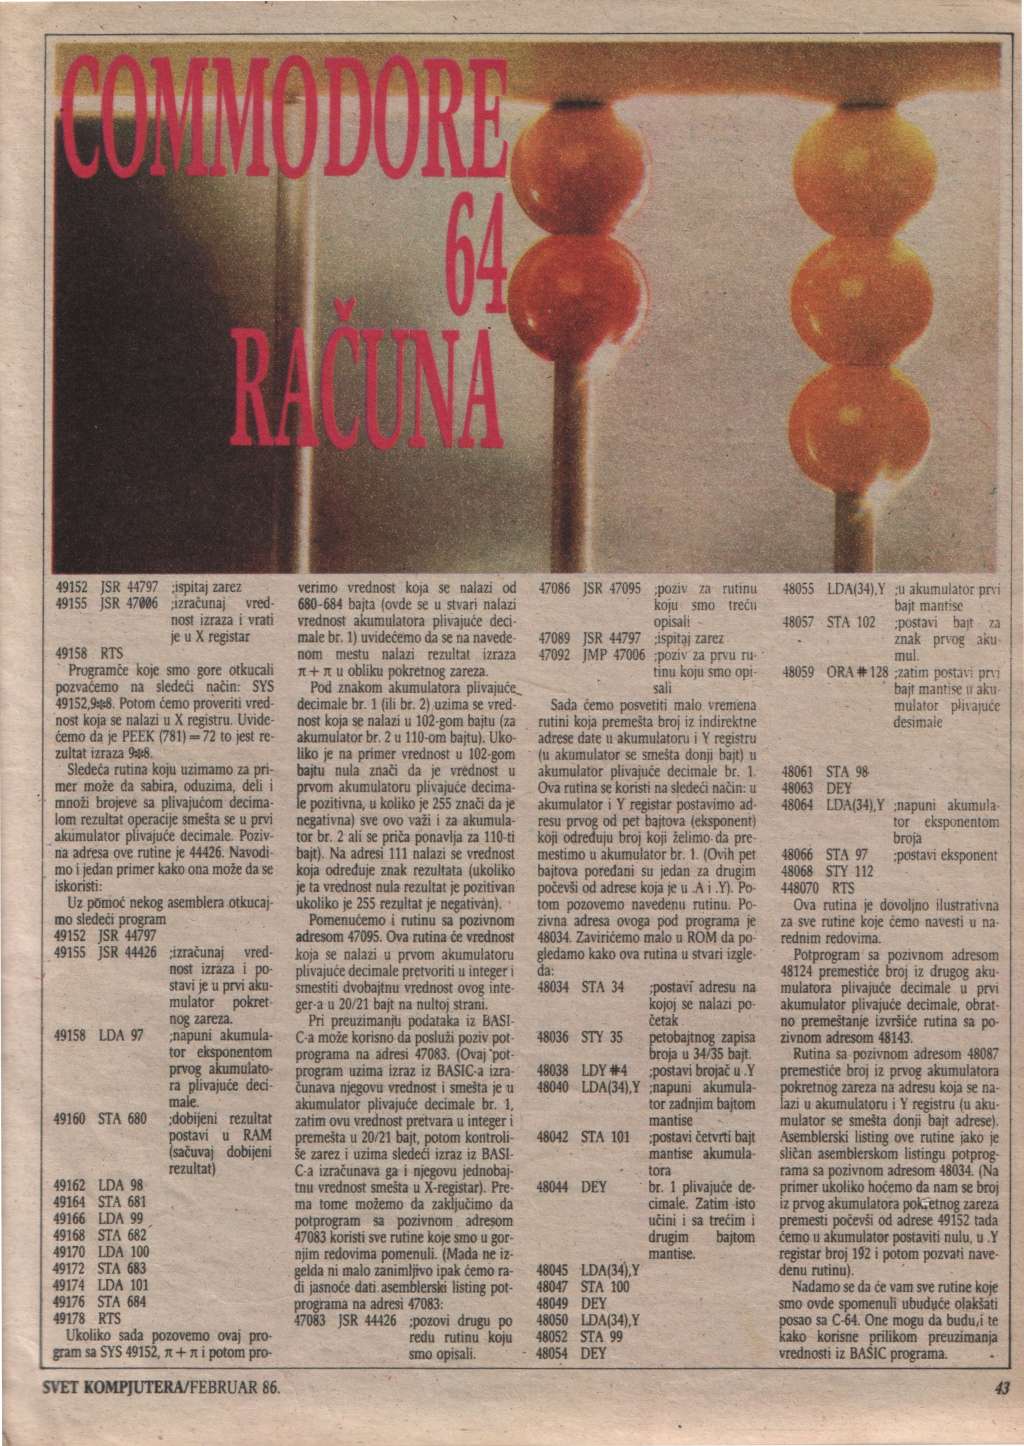 COMMODORE
64
RAČUNA
49152 JSR 44797 ;ispitaj zarez
49155 JSR 47006 ;izračunaj vred-
nost izraza i vrati
je u X registar
49158 RTS
Programče koje smo gore otkucali
pozvaćemo na sledeći način: SYS
49152,9**8. Potom ćemo proveriti vred-
nost koja se nalazi u X registru. Uvide-
ćemo da je PEEK (781) = 72 to jest re-
zultat izraza 9**8.
Sledeća rutina koju uzimamo za pri-
mer može da sabira, oduzima, deli i
množi brojeve sa plivajućom decima-
lom rezultat operacije smešta se u prvi
akumulator plivajuće decimale. Poziv-
na adresa ove rutine je 44426. Navodi-
mo i jedan primer kako ona može da se
iskoristi:
Uz pomoć nekog asemblera otkucaj-
mo sledeći program
49152 JSR 44797
49155 JSR 44426 ;izračunaj vred-
nost izraza i po-
stavi je u prvi aku-
mulator pokret-
nog zareza.
49158 LDA 97 ;napuni akumula-
tor eksponentom
prvog akumulato-
ra plivajuće deci-
male.
49160 STA 680 ;dobijeni rezultat
postavi u RAM
(sačuvaj dobijeni
rezultat)
49162 LDA 98
49164 STA 681
49166 LDA 99
49168 STA 682
49170 LDA 100
49172 STA 683
49174 LDA 101
49176 STA 684
49178 RTS
Ukoliko sada pozovemo ovaj pro-
gram sa SYS 49152, π + π i potom pro-
verimo vrednost koja se nalazi od
680-684 bajta (ovde se u stvari nalazi
vrednost akumulatora plivajuće deci-
male br. 1) uvidećemo da se na navede-
nom mestu nalazi rezultat izraza
π + π u obliku pokretnog zareza.
Pod znakom akumulatora plivajuće
decimale br. 1 (ili br. 2) uzima se vred-
nost koja se nalazi u 102-gom bajtu (za
akumulator br. 2 u 110-om bajtu). Uko-
liko je na primer vrednost u 102-gom
bajtu nula znači da je vrednost u
prvom akumulatoru plivajuće decima-
le pozitivna, u koliko je 255 znači da je
negativna) sve ovo važi i za akumula-
tor br. 2 ali se priča ponavlja za 110-ti
bajt). Na adresi 111 nalazi se vrednost
koja određuje znak rezultata (ukoliko
je ta vrednost nula rezultat je pozitivan
ukoliko je 255 rezultat je negativan).
Pomenućemo i rutinu sa pozivnom
adresom 47095. Ova rutina će vrednost
koja se nalazi u prvom akumulatoru
plivajuće decimale pretvoriti u integer i
smestiti dvobajtnu vrednost ovog inte-
ger-a u 20/21 bajt na nultoj strani.
Pri preuzimanju podataka iz BASI-
C-a može korisno da posluži poziv pot-
programa na adresi 47083. (Ovaj pot-
program uzima izraz iz BASIC-a izra-
čunava njegovu vrednost i smešta je u
akumulator plivajuće decimale br. 1,
zatim ovu vrednost pretvara u integer i
premešta u 20/21 bajt, potom kontroli-
še zarez i uzima sledeći izraz iz BASI-
C-a izračunava ga i njegovu jednobaj-
tnu vrednost smešta u X-registar). Pre-
ma tome možemo da zaključimo da
potprogram sa pozivnom adresom
47083 koristi sve rutine koje smo u gor-
njim redovima pomenuli. (Mada ne iz-
gelda ni malo zanimljivo ipak ćemo ra-
di jasnoće dati asemblerski listing pot-
programa na adresi 47083:
47083 JSR 44426 ;pozovi drugu po
redu rutinu koju
smo opisali.
47086 JSR 47095 ;poziv za rutinu
koju smo treću
opisali
47089 JSR 44797 ;ispitaj zarez
47092 JMP 47006 ;poziv za prvu ru-
tinu koju smo opi-
sali
Sada ćemo posvetiti malo vremena
rutini koja premešta broj iz indirektne
adrese date u akumulatoru i Y registru
(u akumulator se smešta donji bajt) u
akumulator plivajuće decimale br. 1.
Ova rutina se koristi na sledeći način: u
akumulator i Y registar postavimo ad-
resu prvog od pet bajtova (eksponent)
koji određuju broj koji želimo da pre-
mestimo u akumulator br. 1. (Ovih pet
bajtova poređani su jedan za drugim
počevši od adrese koja je u .A i .Y). Po-
tom pozovemo navedenu rutinu. Po-
zivna adresa ovoga pod programa je
48034. Zavirićemo malo u ROM da po-
gledamo kako ova rutina u stvari izgle-
da:
48034 STA 34 ;postavi adresu na
kojoj se nalazi po-
četak
48036 STY 35 petobajtnog zapisa
broja u 34/35 bajt.
48038 LDY #4 ;postavi brojač u .Y
48040 LDA(34),Y ;napuni akumula-
tor zadnjim bajtom
mantise
48042 STA 101 ;postavi četvrti bajt
mantise akumula-
tora
48044 DEY br. 1 plivajuće de-
cimale. Zatim isto
učini i sa trećim i
drugim bajtom
mantise.
48045 LDA(34),Y
48047 STA 100
48049 DEY
48050 LDA(34),Y
48052 STA 99
48054 DEY
48055 LDA(34),Y ;u akumulator prvi
bajt mantise
48057 STA 102 ;postavi bajt za
znak prvog aku-
mul.
48059 ORA #128 ;zatim postavi prvi
bajt mantise u aku-
mulator plivajuće
desimale
48061 STA 98
48063 DEY
48064 LDA(34),Y ;napuni akumula-
tor eksponentom
broja
48066 STA 97 ;postavi eksponent
48068 STY 112
448070 RTS
Ova rutina je dovoljno ilustrativna
za sve rutine koje ćemo navesti u na-
rednim redovima.
Potprogram sa pozivnom adresom
48124 premestiće broj iz drugog aku-
mulatora plivajuće decimale u prvi
akumulator plivajuće decimale, obrat-
no premeštanje izvršiće rutina sa po-
zivnom adresom 48143.
Rutina sa pozivnom adresom 48087
premestiće broj iz prvog akumulatora
pokretnog zareza na adresu koja se na-
lazi u akumulatoru i Y registru (u aku-
mulator se smešta donji bajt adrese).
Asemblerski listing ove rutine jako je
sličan asemblerskom listingu potprog-
rama sa pozivnom adresom 48034. (Na
primer ukoliko hoćemo da nam se broj
iz prvog akumulatora pokretnog zareza
premesti počevši od adrese 49152 tada
ćemo u akumulator postaviti nulu, u .Y
registar broj 192 i potom pozvati nave-
denu rutinu).
Nadamo se da će vam sve rutine koje
smo ovde spomenuli ubuduće olakšati
posao sa C-64. One mogu da budu,i te
kako korisne prilikom preuzimanja
vrednosti iz BASIC programa.
SVET KOMPJUTERA/FEBRUAR 86.
43